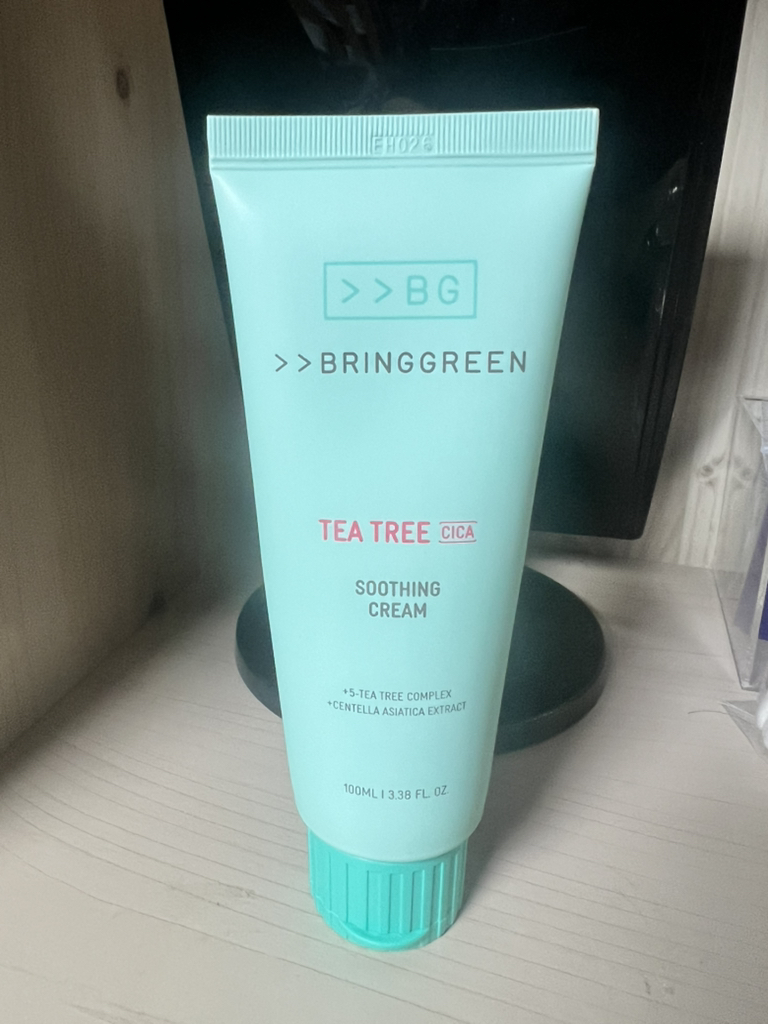 EH026
>>BG
>>BRINGGREEN
TEA TREE CICA
SOOTHING
CREAM
+5-TEA TREE COMPLEX
+CENTELLA ASIATICA EXTRACT
100ML | 3.38 FL. OZ.